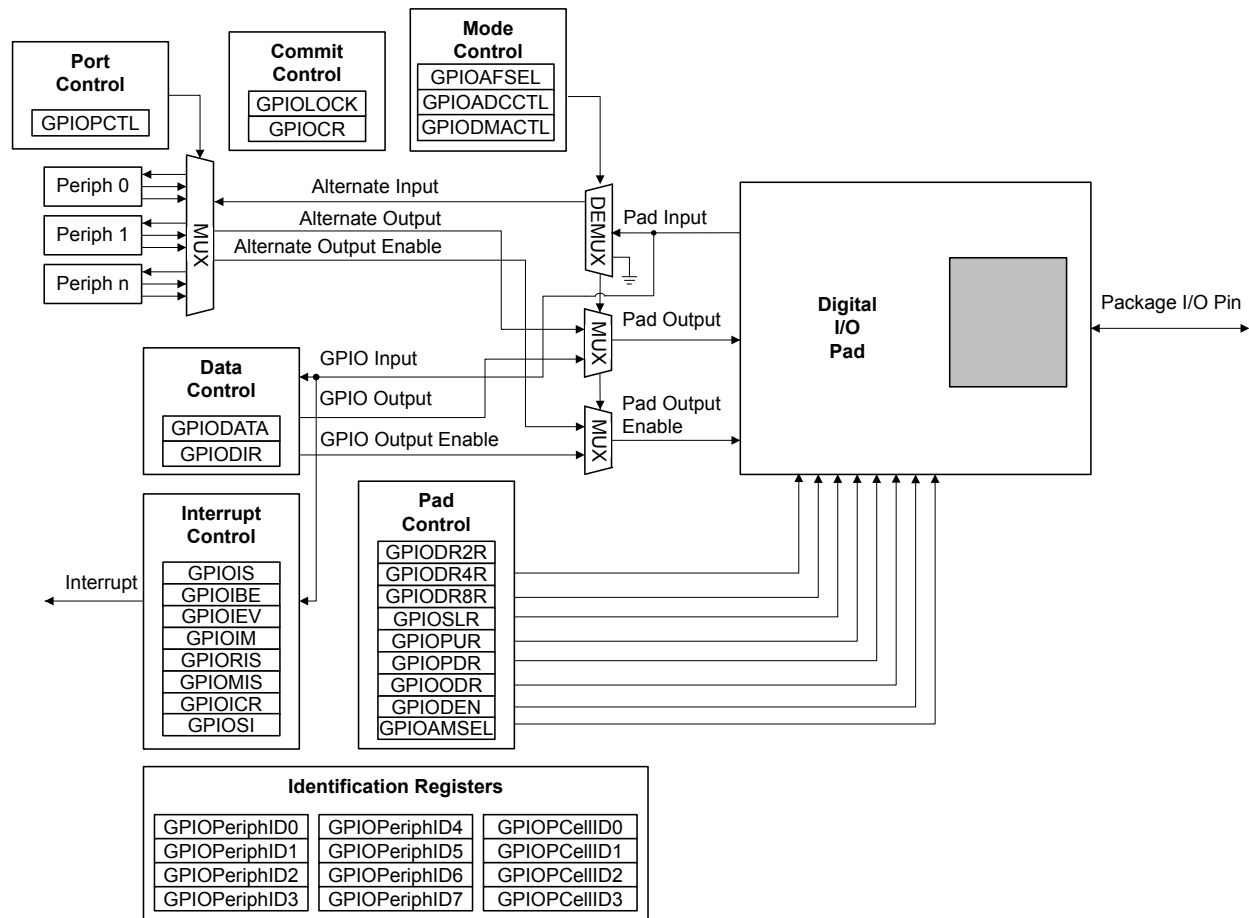 Port
Control
GPIOPCTL
Commit
Control
GPIOLOCK
GPIOCR
Mode
Control
GPIOAFSEL
GPIOADCCTL
GPIODMACTL
Periph 0
Periph 1
Periph n
MUX
Alternate Input
Alternate Output
Alternate Output Enable
DEMUX
Pad Input
MUX
Pad Output
MUX
Pad Output
Enable
Digital
I/O
Pad
Package I/O Pin
Data
Control
GPIODATA
GPIODIR
GPIO Input
GPIO Output
GPIO Output Enable
Interrupt
Control
GPIOIS
GPIOIBE
GPIOIEV
GPIOIM
GPIORIS
GPIOMIS
GPIOICR
GPIOSI
Interrupt
Pad
Control
GPIODR2R
GPIODR4R
GPIODR8R
GPIOSLR
GPIOPUR
GPIOPDR
GPIOODR
GPIODEN
GPIOAMSEL
Identification Registers
GPIOPeriphID0
GPIOPeriphID1
GPIOPeriphID2
GPIOPeriphID3
GPIOPeriphID4
GPIOPeriphID5
GPIOPeriphID6
GPIOPeriphID7
GPIOPCellID0
GPIOPCellID1
GPIOPCellID2
GPIOPCellID3